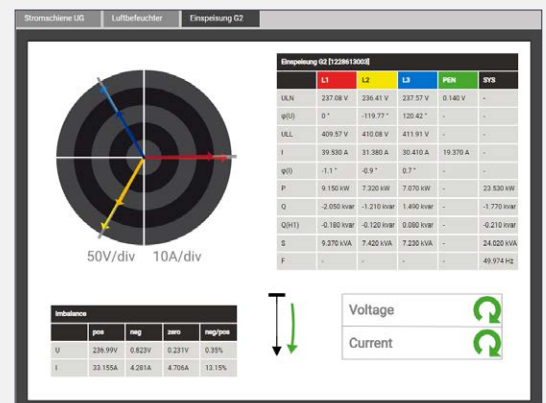 Stromachiene UG Luftbefeuchter Einspeisung G2
Einspeisung G2 [1228613003]
L1 L2 L3 PEN SYS
ULN 237.08 V 236.41 V 237.57 V 0.140 V -
φ(U) 0 ° -119.77 ° 120.42 ° - -
ULL 409.57 V 410.08 V 411.91 V - -
I 39.530 A 31.380 A 30.410 A 19.370 A -
φ(I) -1.1 ° -0.9 ° 0.7 ° - -
P 9.150 kW 7.320 kW 7.070 kW - 23.530 kW
Q -2.050 kvar -1.210 kvar 1.490 kvar - -1.770 kvar
Q(H1) -0.180 kvar -0.120 kvar 0.080 kvar - -0.210 kvar
S 9.370 kVA 7.420 kVA 7.230 kVA - 24.020 kVA
F - - - - 49.974 Hz
50V/div 10A/div
Imbalance
pos neg zero neg/pos
U 236.99V 0.823V 0.231V 0.35%
I 33.155A 4.281A 4.706A 13.15%
Voltage
Current